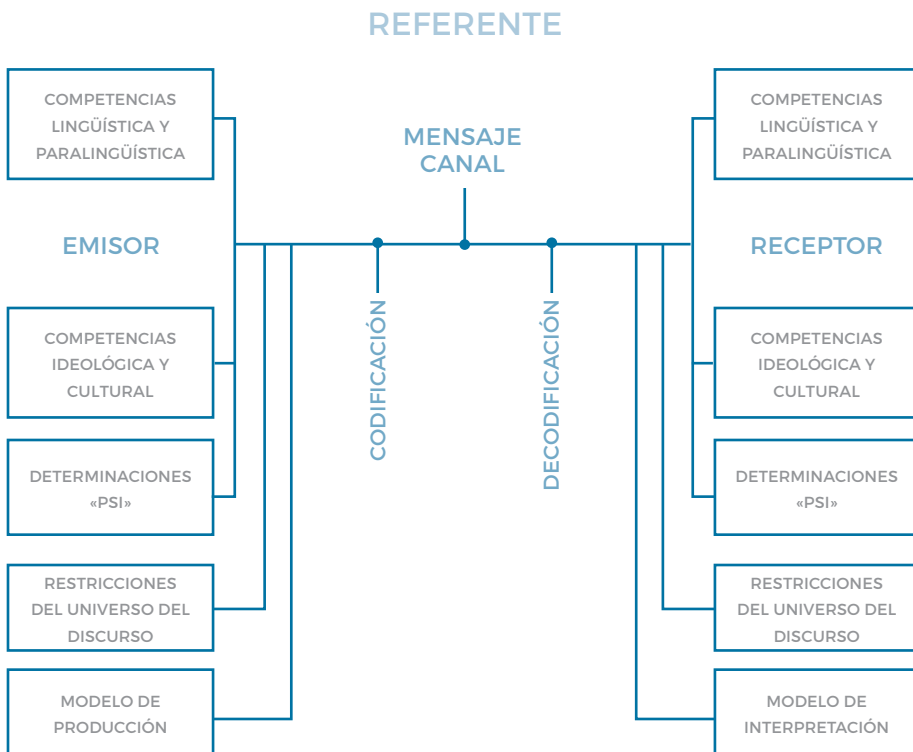 REFERENTE
COMPETENCIAS
LINGÜÍSTICA Y
PARALINGÜÍSTICA
EMISOR
COMPETENCIAS
IDEOLÓGICA Y
CULTURAL
DETERMINACIONES
«PSI»
RESTRICCIONES
DEL UNIVERSO DEL
DISCURSO
MODELO DE
PRODUCCIÓN
MENSAJE
CANAL
CODIFICACIÓN
DECODIFICACIÓN
COMPETENCIAS
LINGÜÍSTICA Y
PARALINGÜÍSTICA
RECEPTOR
COMPETENCIAS
IDEOLÓGICA Y
CULTURAL
DETERMINACIONES
«PSI»
RESTRICCIONES
DEL UNIVERSO DEL
DISCURSO
MODELO DE
INTERPRETACIÓN